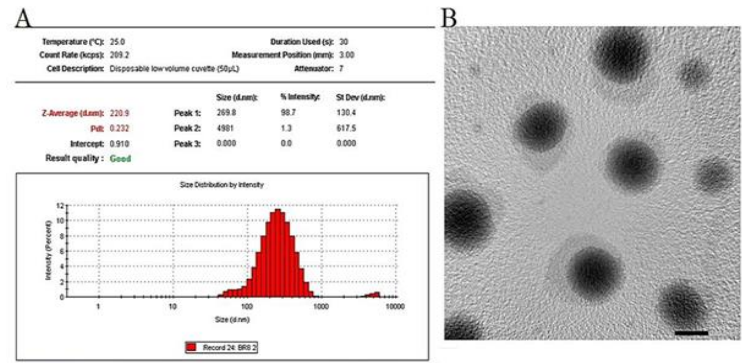 A
B
Temperature (°C): 25.0 Duration Used (s): 30
Count Rate (kcps): 209.2 Measurement Position (mm): 3.00
Cell Description: Disposable low volume cuvette (50µL) Attenuator: 7
Size (d.nm): % Intensity: St Dev (d.nm):
Z-Average (d.nm): 220.9 Peak 1: 269.8 98.7 130.4
PdI: 0.232 Peak 2: 4981 1.3 617.5
Intercept: 0.910 Peak 3: 0.000 0.0 0.000
Result quality : Good
Size Distribution by Intensity
Intensity (Percent)
12
10
8
6
4
2
0
1 10 100 1000 10000
Size (d.nm)
Record 24: BR8 2